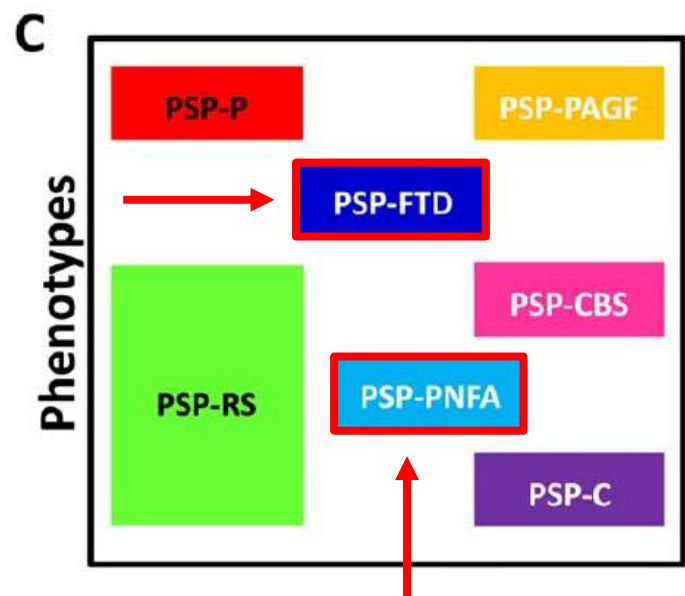 C
Phenotypes
PSP-P
PSP-PAGF
PSP-FTD
PSP-CBS
PSP-RS
PSP-PNFA
PSP-C